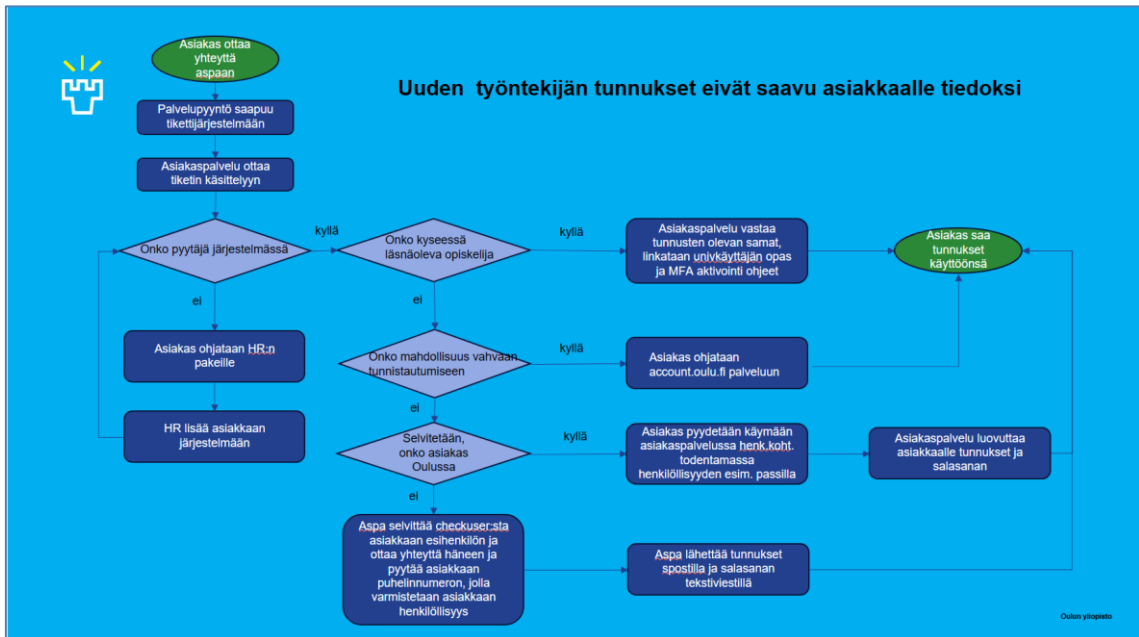 Asiakas ottaa
yhteyttä
aspaan
Uuden työntekijän tunnukset eivät saavu asiakkaalle tiedoksi
Palvelupyyntö saapuu
tikettijärjestelmään
Asiakaspalvelu ottaa
tiketin käsittelyyn
Onko pyytäjä järjestelmässä
kyllä
Onko kyseessä
läsnäoleva opiskelija
kyllä
Asiakaspalvelu vastaa
tunnusten olevan samat,
linkataan univkäyttäjän opas
ja MFA aktivointi ohjeet
Asiakas saa
tunnukset
käyttöönsä
ei
ei
Asiakas ohjataan HR:n
pakeille
Onko mahdollisuus vahvaan
tunnistautumiseen
kyllä
Asiakas ohjataan
account.oulu.fi palveluun
HR lisää asiakkaan
järjestelmään
ei
Selvitetään,
onko asiakas
Oulussa
kyllä
Asiakas pyydetään käymään
asiakaspalvelussa henk.koht.
todentamassa
henkilöllisyyden esim. passilla
Asiakaspalvelu luovuttaa
asiakkaalle tunnukset ja
salasanan
ei
Aspa selvittää checkuser:sta
asiakkaan esihenkilön ja
ottaa yhteyttä häneen ja
pyytää asiakkaan
puhelinnumeron, jolla
varmistetaan asiakkaan
henkilöllisyys
Aspa lähettää tunnukset
spostilla ja salasanan
tekstiviestillä
Oulun yliopisto